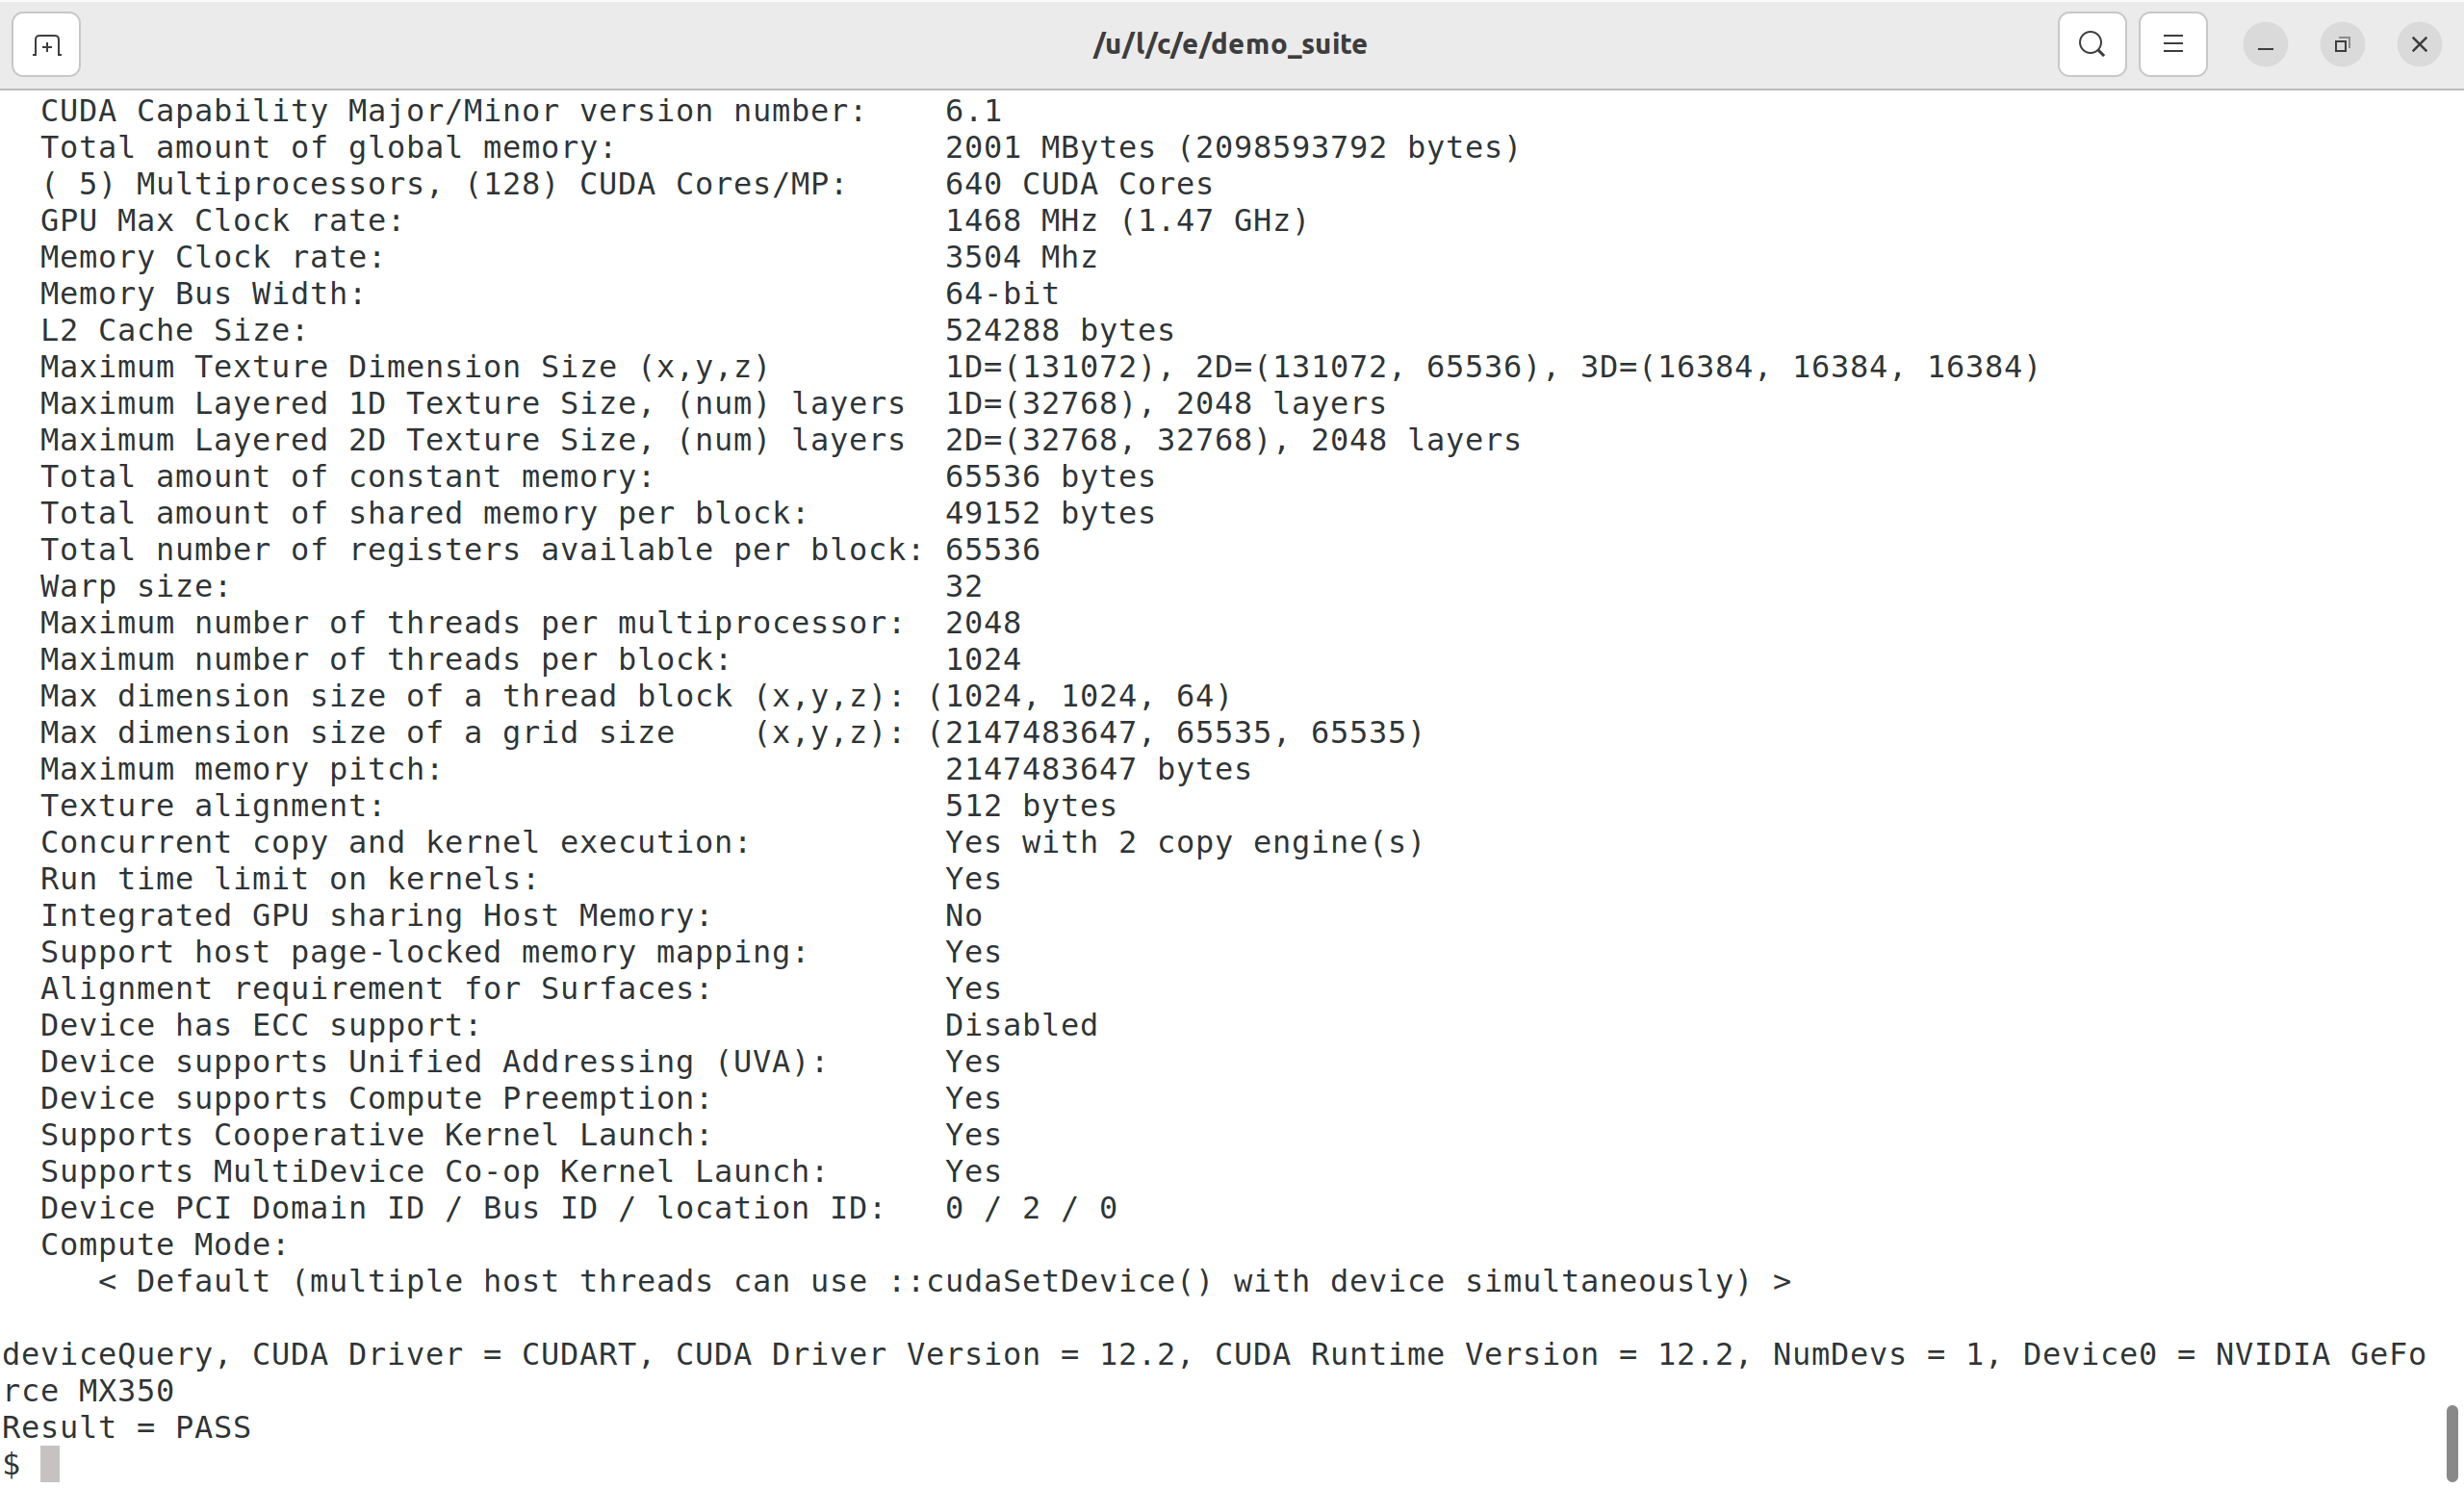 /u/l/c/e/demo_suite
  CUDA Capability Major/Minor version number:    6.1
  Total amount of global memory:                 2001 MBytes (2098593792 bytes)
  ( 5) Multiprocessors, (128) CUDA Cores/MP:     640 CUDA Cores
  GPU Max Clock rate:                            1468 MHz (1.47 GHz)
  Memory Clock rate:                             3504 Mhz
  Memory Bus Width:                              64-bit
  L2 Cache Size:                                 524288 bytes
  Maximum Texture Dimension Size (x,y,z)         1D=(131072), 2D=(131072, 65536), 3D=(16384, 16384, 16384)
  Maximum Layered 1D Texture Size, (num) layers  1D=(32768), 2048 layers
  Maximum Layered 2D Texture Size, (num) layers  2D=(32768, 32768), 2048 layers
  Total amount of constant memory:               65536 bytes
  Total amount of shared memory per block:       49152 bytes
  Total number of registers available per block: 65536
  Warp size:                                     32
  Maximum number of threads per multiprocessor:  2048
  Maximum number of threads per block:           1024
  Max dimension size of a thread block (x,y,z): (1024, 1024, 64)
  Max dimension size of a grid size    (x,y,z): (2147483647, 65535, 65535)
  Maximum memory pitch:                          2147483647 bytes
  Texture alignment:                             512 bytes
  Concurrent copy and kernel execution:          Yes with 2 copy engine(s)
  Run time limit on kernels:                     Yes
  Integrated GPU sharing Host Memory:            No
  Support host page-locked memory mapping:       Yes
  Alignment requirement for Surfaces:            Yes
  Device has ECC support:                        Disabled
  Device supports Unified Addressing (UVA):      Yes
  Device supports Compute Preemption:            Yes
  Supports Cooperative Kernel Launch:            Yes
  Supports MultiDevice Co-op Kernel Launch:      Yes
  Device PCI Domain ID / Bus ID / location ID:   0 / 2 / 0
  Compute Mode:
     < Default (multiple host threads can use ::cudaSetDevice() with device simultaneously) >

deviceQuery, CUDA Driver = CUDART, CUDA Driver Version = 12.2, CUDA Runtime Version = 12.2, NumDevs = 1, Device0 = NVIDIA GeFo
rce MX350
Result = PASS
$